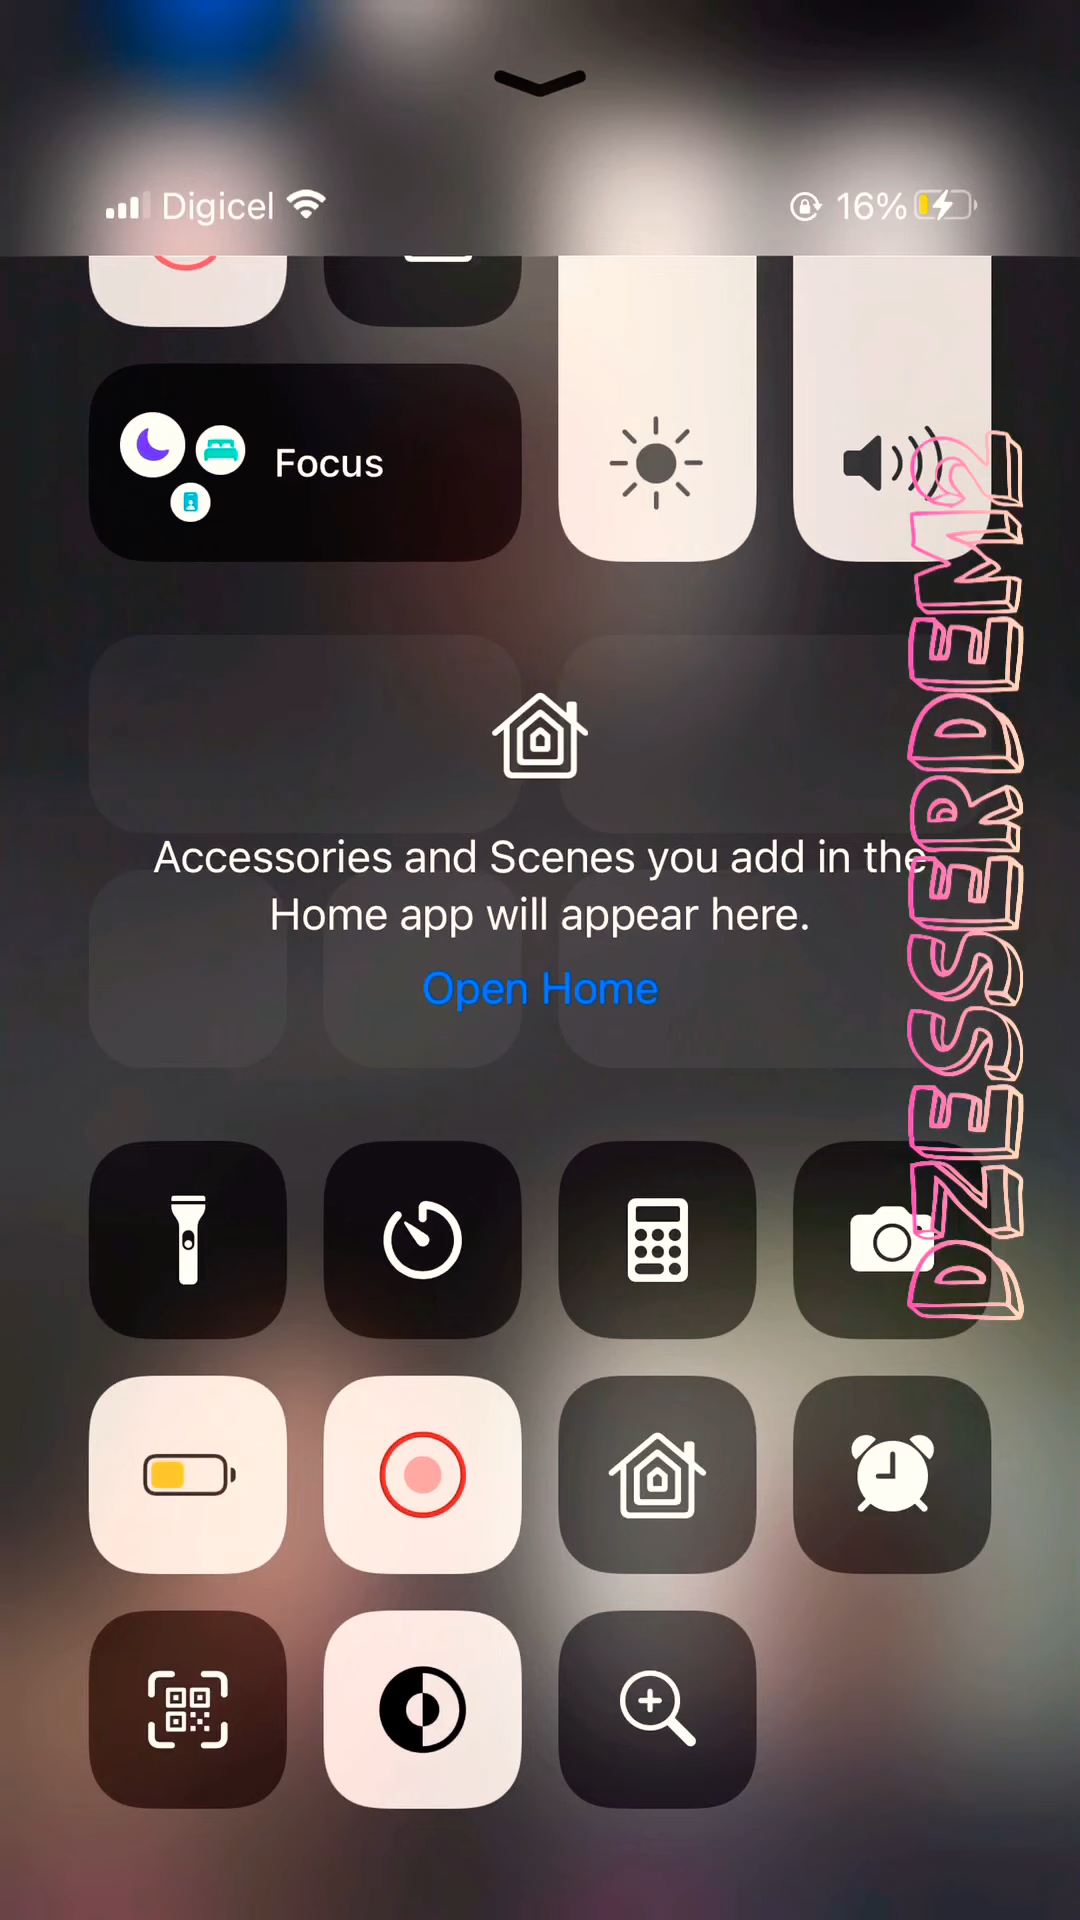 Digicel
16%
Focus
Accessories and Scenes you add in the
Home app will appear here.
Open Home
DZESSERDEM2